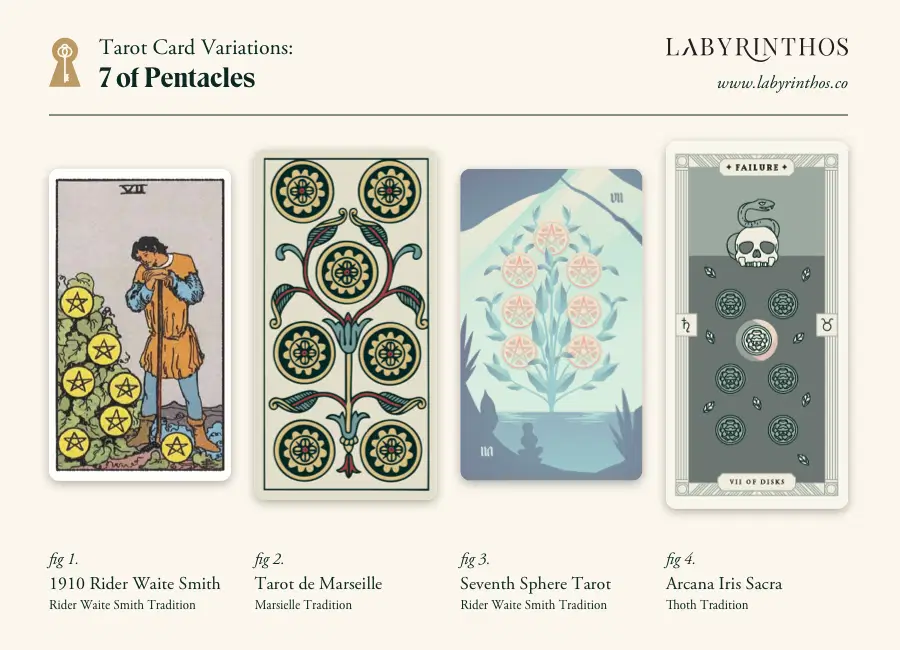 Tarot Card Variations:
7 of Pentacles
LABYRINTHOS
www.labyrinthos.co
VII
VII
VII
FAILURE
♄
♉
VII OF DISKS
fig 1.
1910 Rider Waite Smith
Rider Waite Smith Tradition
fig 2.
Tarot de Marseille
Marsielle Tradition
fig 3.
Seventh Sphere Tarot
Rider Waite Smith Tradition
fig 4.
Arcana Iris Sacra
Thoth Tradition